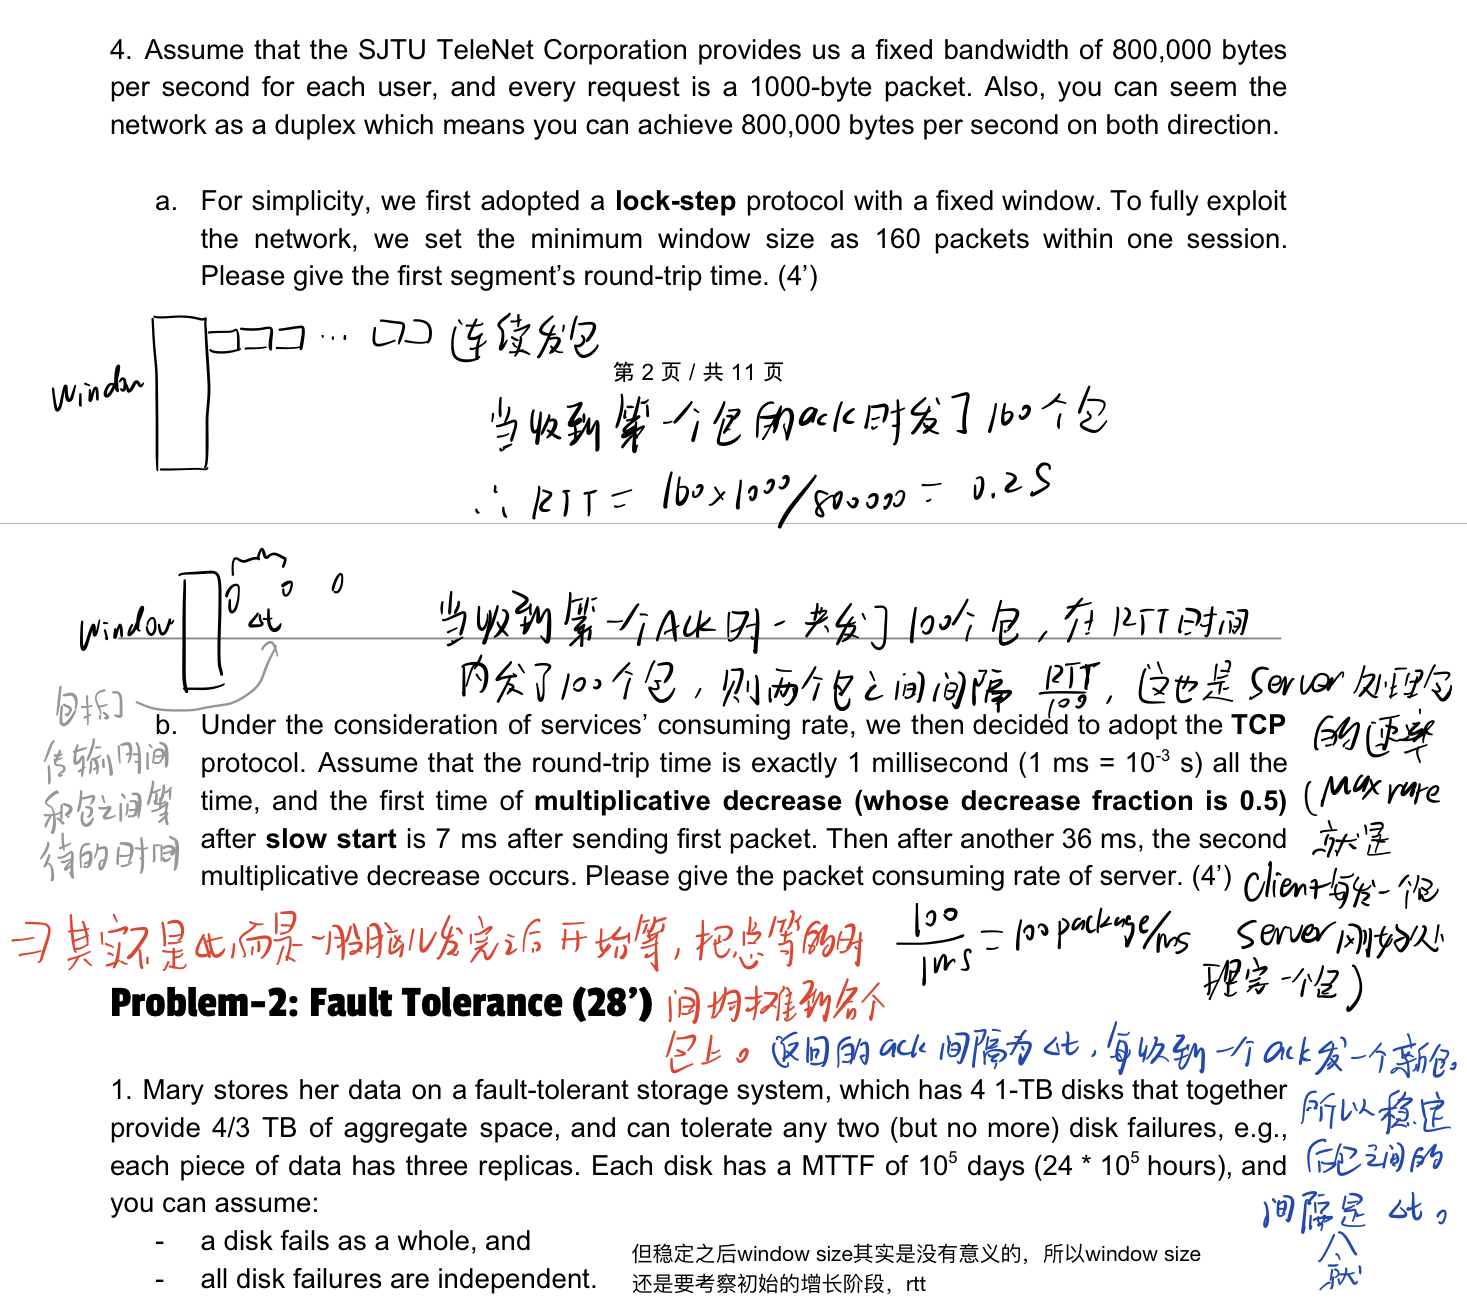 4. Assume that the SJTU TeleNet Corporation provides us a fixed bandwidth of 800,000 bytes
per second for each user, and every request is a 1000-byte packet. Also, you can seem the
network as a duplex which means you can achieve 800,000 bytes per second on both direction.
a. For simplicity, we first adopted a lock-step protocol with a fixed window. To fully exploit
the network, we set the minimum window size as 160 packets within one session.
Please give the first segment's round-trip time. (4')
window
... 连续发包
第 2 页 / 共 11 页
当收到第一个包的ack时发了160个包
∴ RTT = 160×1000/800000 = 0.2S
window
Δt
当收到第一个Ack时一共发了100个包，在RTT时间
内发了100个包，则两个包之间间隔 RTT/100，这也是Server处理包
的速率
(Max rate
就是
Client每发一个包
Server刚好处
理完一个包)
包括
传输时间
和包之间等
待的时间
b. Under the consideration of services' consuming rate, we then decided to adopt the TCP
protocol. Assume that the round-trip time is exactly 1 millisecond (1 ms = 10⁻³ s) all the
time, and the first time of multiplicative decrease (whose decrease fraction is 0.5)
after slow start is 7 ms after sending first packet. Then after another 36 ms, the second
multiplicative decrease occurs. Please give the packet consuming rate of server. (4')
100/1ms = 100package/ms
⇒ 其实不是Δt，而是一股脑儿发完之后开始等，把总等的时
间均摊到各个
包上。
返回的ack间隔为Δt，每收到一个ack发一个新包。
所以稳定
后包之间的
间隔是Δt。
Problem-2: Fault Tolerance (28')
1. Mary stores her data on a fault-tolerant storage system, which has 4 1-TB disks that together
provide 4/3 TB of aggregate space, and can tolerate any two (but no more) disk failures, e.g.,
each piece of data has three replicas. Each disk has a MTTF of 10⁵ days (24 * 10⁵ hours), and
you can assume:
- a disk fails as a whole, and
- all disk failures are independent.
但稳定之后window size其实是没有意义的，所以window size
还是要考察初始的增长阶段，rtt